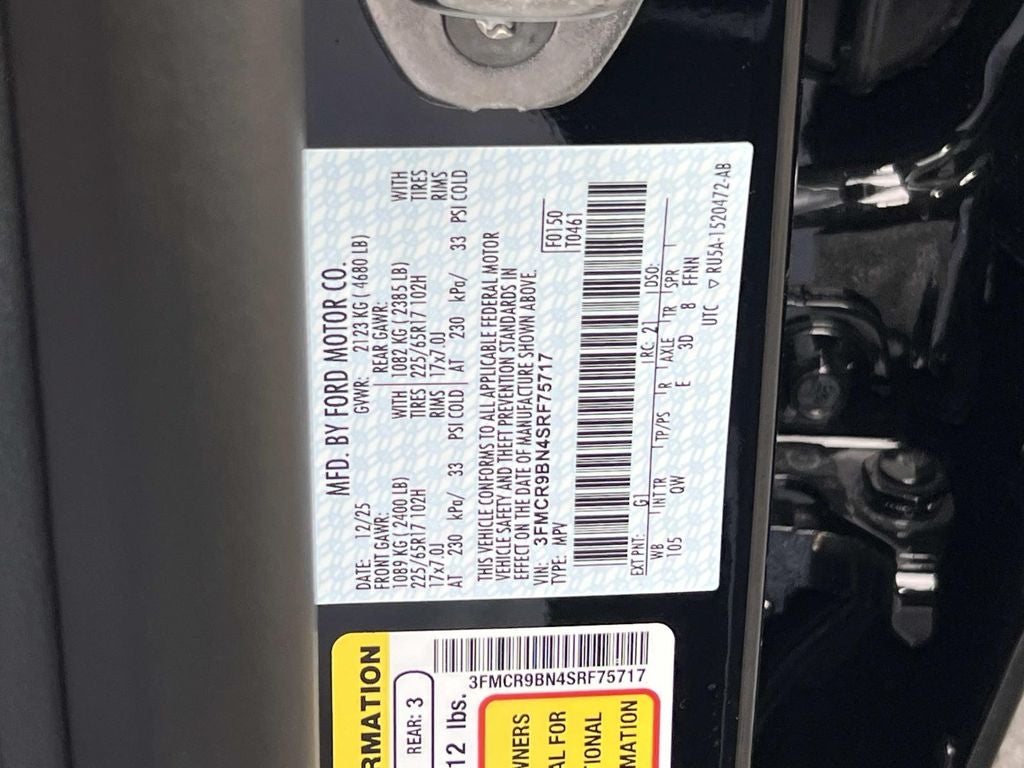 MFD. BY FORD MOTOR CO.
DATE: 12/25 GVWR: 2123 KG ( 4680 LB)
FRONT GAWR: REAR GAWR:
1089 KG ( 2400 LB) WITH 1082 KG ( 2385 LB) WITH
225/65R17 102H TIRES 225/65R17 102H TIRES
17x7.0J RIMS 17x7.0J RIMS
AT 230 kPa/ 33 PSI COLD AT 230 kPa/ 33 PSI COLD
THIS VEHICLE CONFORMS TO ALL APPLICABLE FEDERAL MOTOR
VEHICLE SAFETY AND THEFT PREVENTION STANDARDS IN
EFFECT ON THE DATE OF MANUFACTURE SHOWN ABOVE.
VIN: 3FMCR9BN4SRF75717 F0150
TYPE: MPV T0461
EXT PNT: G1 RC: 21 DSO:
WB INT TR TP/PS R AXLE TR SPR
105 QW E 3D 8 FFNN
UTC ▽ RU5A-1520472-AB
RMATION
REAR: 3
12 lbs.
3FMCR9BN4SRF75717
WNERS
AL FOR
TIONAL
MATION